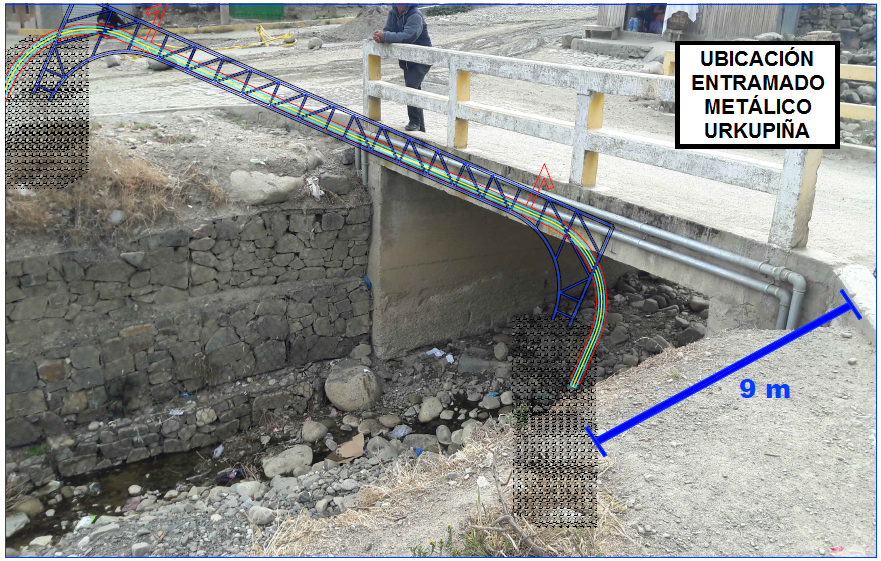 UBICACIÓN
ENTRAMADO
METÁLICO
URKUPIÑA
9 m